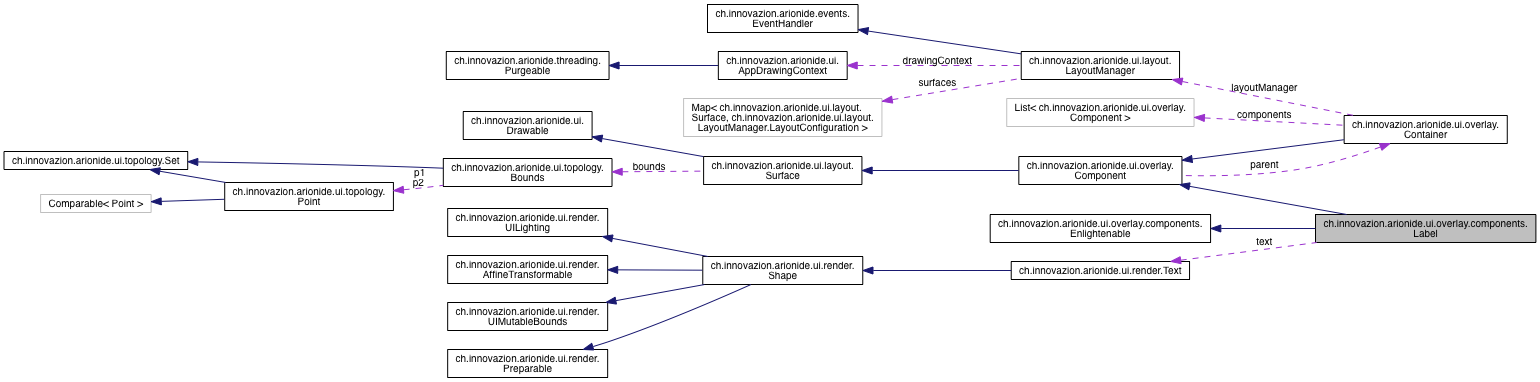 ch.innovazion.arionide.events.
EventHandler
ch.innovazion.arionide.threading.
Purgeable
ch.innovazion.arionide.ui.
AppDrawingContext
drawingContext
ch.innovazion.arionide.ui.layout.
LayoutManager
surfaces
layoutManager
Map< ch.innovazion.arionide.ui.layout.
Surface, ch.innovazion.arionide.ui.layout.
LayoutManager.LayoutConfiguration >
List< ch.innovazion.arionide.ui.overlay.
Component >
components
ch.innovazion.arionide.ui.overlay.
Container
ch.innovazion.arionide.ui.
Drawable
ch.innovazion.arionide.ui.topology.Set
ch.innovazion.arionide.ui.topology.
Bounds
bounds
ch.innovazion.arionide.ui.layout.
Surface
ch.innovazion.arionide.ui.overlay.
Component
parent
p1
p2
ch.innovazion.arionide.ui.topology.
Point
Comparable< Point >
ch.innovazion.arionide.ui.render.
UILighting
ch.innovazion.arionide.ui.overlay.components.
Enlightenable
ch.innovazion.arionide.ui.overlay.components.
Label
text
ch.innovazion.arionide.ui.render.
AffineTransformable
ch.innovazion.arionide.ui.render.
Shape
ch.innovazion.arionide.ui.render.Text
ch.innovazion.arionide.ui.render.
UIMutableBounds
ch.innovazion.arionide.ui.render.
Preparable